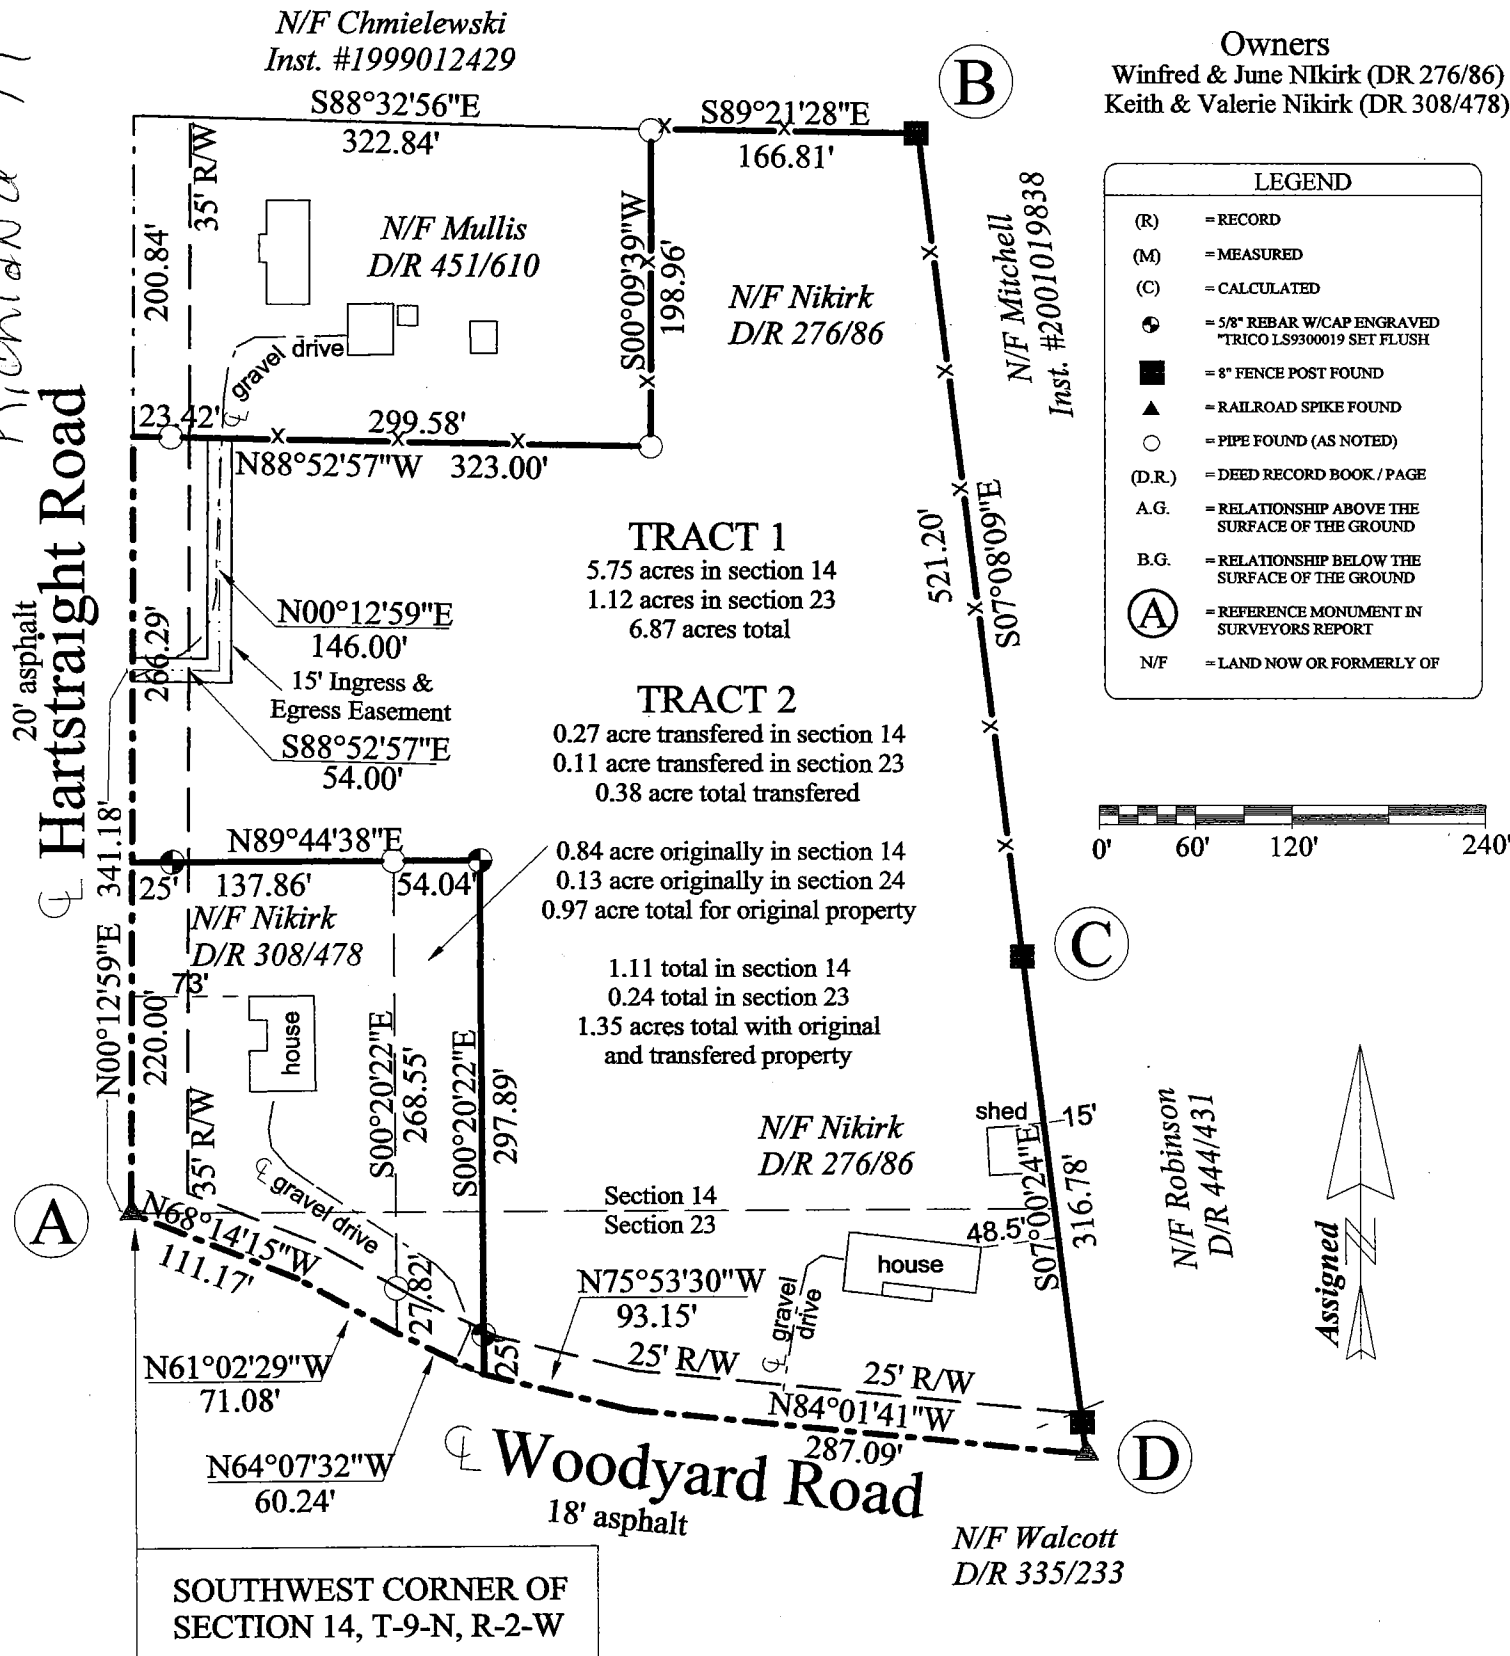 N/F Chmielewski
Inst. #1999012429
S88°32'56"E
322.84'
B
S89°21'28"E
166.81'
Owners
Winfred & June NIkirk (DR 276/86)
Keith & Valerie Nikirk (DR 308/478)
LEGEND
(R) = RECORD
(M) = MEASURED
(C) = CALCULATED
= 5/8" REBAR W/CAP ENGRAVED
"TRICO LS9300019 SET FLUSH
= 8" FENCE POST FOUND
= RAILROAD SPIKE FOUND
= PIPE FOUND (AS NOTED)
(D.R.) = DEED RECORD BOOK / PAGE
A.G. = RELATIONSHIP ABOVE THE
SURFACE OF THE GROUND
B.G. = RELATIONSHIP BELOW THE
SURFACE OF THE GROUND
A = REFERENCE MONUMENT IN
SURVEYORS REPORT
N/F = LAND NOW OR FORMERLY OF
35' R/W
200.84'
N/F Mullis
D/R 451/610
S00°09'39"W
198.96'
N/F Nikirk
D/R 276/86
N/F Mitchell
Inst. #2001019838
gravel drive
23.42'
299.58'
N88°52'57"W 323.00'
20' asphalt
Hartstraight Road
266.29'
N00°12'59"E
146.00'
15' Ingress &
Egress Easement
S88°52'57"E
54.00'
TRACT 1
5.75 acres in section 14
1.12 acres in section 23
6.87 acres total
TRACT 2
0.27 acre transfered in section 14
0.11 acre transfered in section 23
0.38 acre total transfered
0.84 acre originally in section 14
0.13 acre originally in section 24
0.97 acre total for original property
1.11 total in section 14
0.24 total in section 23
1.35 acres total with original
and transfered property
521.20'
S07°08'09"E
0' 60' 120' 240'
N00°12'59"E 341.18'
N89°44'38"E
25' 137.86' 54.04'
N/F Nikirk
D/R 308/478
73'
220.00'
house
35' R/W
S00°20'22"E
268.55'
S00°20'22"E
297.89'
C
N/F Nikirk
D/R 276/86
shed
15'
S07°00'24"E
316.78'
N/F Robinson
D/R 444/431
Assigned
N
Section 14
Section 23
A
N68°14'15"W
111.17'
gravel drive
27.82'
25'
48.5'
house
gravel
drive
N75°53'30"W
93.15'
25' R/W
25' R/W
N61°02'29"W
71.08'
N84°01'41"W
287.09'
D
N64°07'32"W
60.24'
Woodyard Road
18' asphalt
N/F Walcott
D/R 335/233
SOUTHWEST CORNER OF
SECTION 14, T-9-N, R-2-W